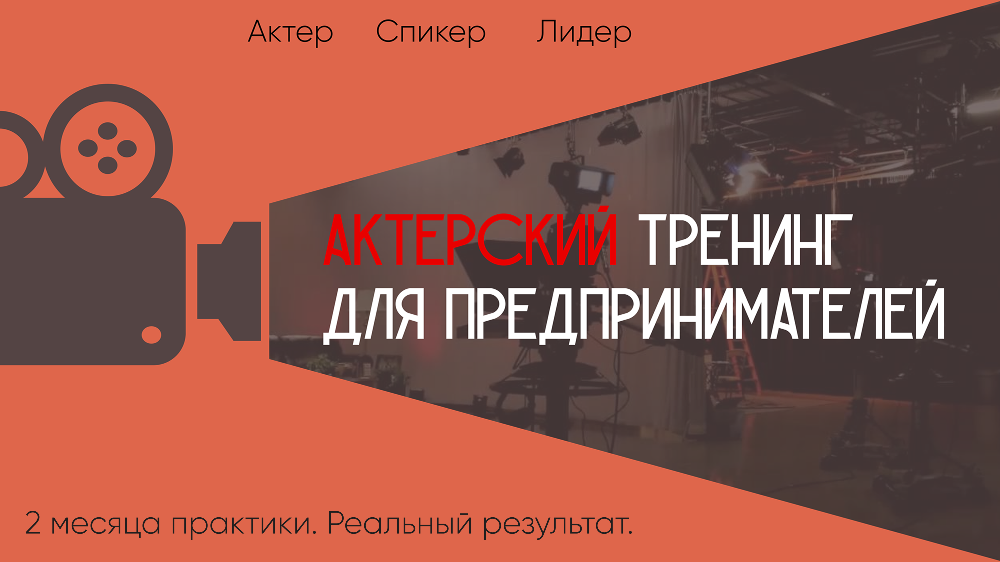 Актер Спикер Лидер
АКТЕРСКИЙ ТРЕНИНГ
ДЛЯ ПРЕДПРИНИМАТЕЛЕЙ
2 месяца практики. Реальный результат.